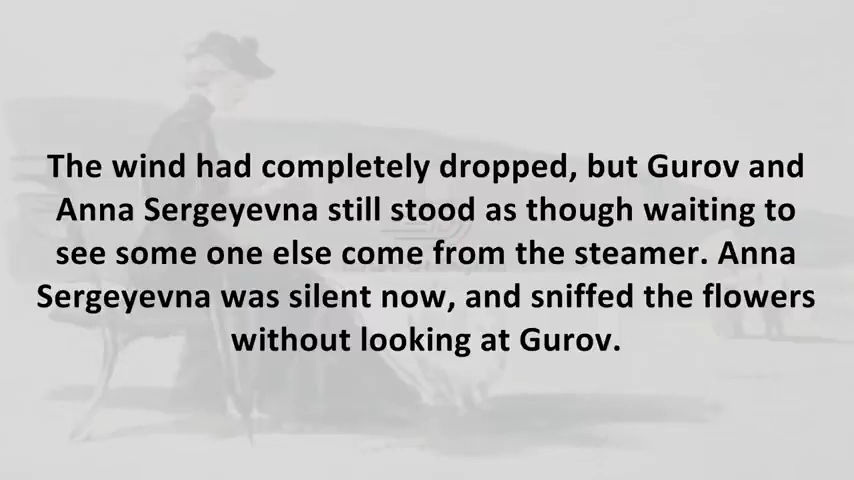 The wind had completely dropped, but Gurov and
Anna Sergeyevna still stood as though waiting to
see some one else come from the steamer. Anna
Sergeyevna was silent now, and sniffed the flowers
without looking at Gurov.